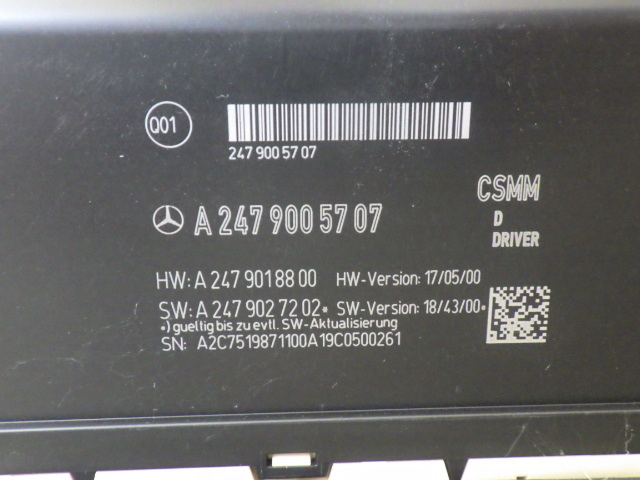 Q01
247 900 57 07
A 247 900 57 07
CSMM
D
DRIVER
HW: A 247 901 88 00 HW-Version: 17/05/00
SW: A 247 902 72 02* SW-Version: 18/43/00*
*) gueltig bis zu evtl. SW-Aktualisierung
SN: A2C7519871100A19C0500261